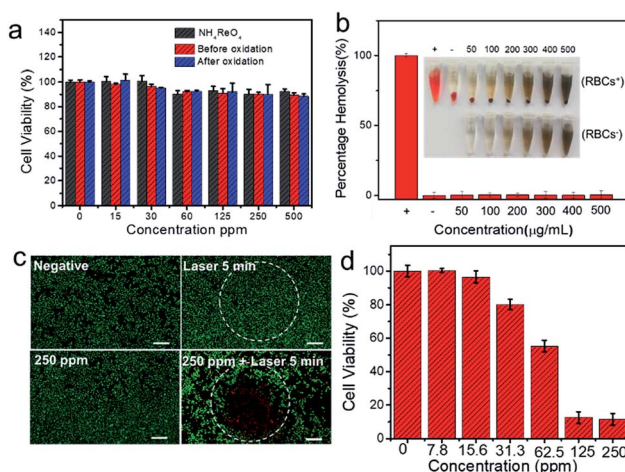 a
Cell Viability (%)
140
120
100
80
60
40
20
0
NH4ReO4
Before oxidation
After oxidation
0 15 30 60 125 250 500
Concentration ppm
b
Percentage Hemolysis(%)
100
50
0
+ - 50 100 200 300 400 500
(RBCs+)
(RBCs-)
+ - 50 100 200 300 400 500
Concentration(μg/mL)
c
Negative
Laser 5 min
250 ppm
250 ppm + Laser 5 min
d
Cell Viability (%)
100
80
60
40
20
0
0 7.8 15.6 31.3 62.5 125 250
Concentration (ppm)